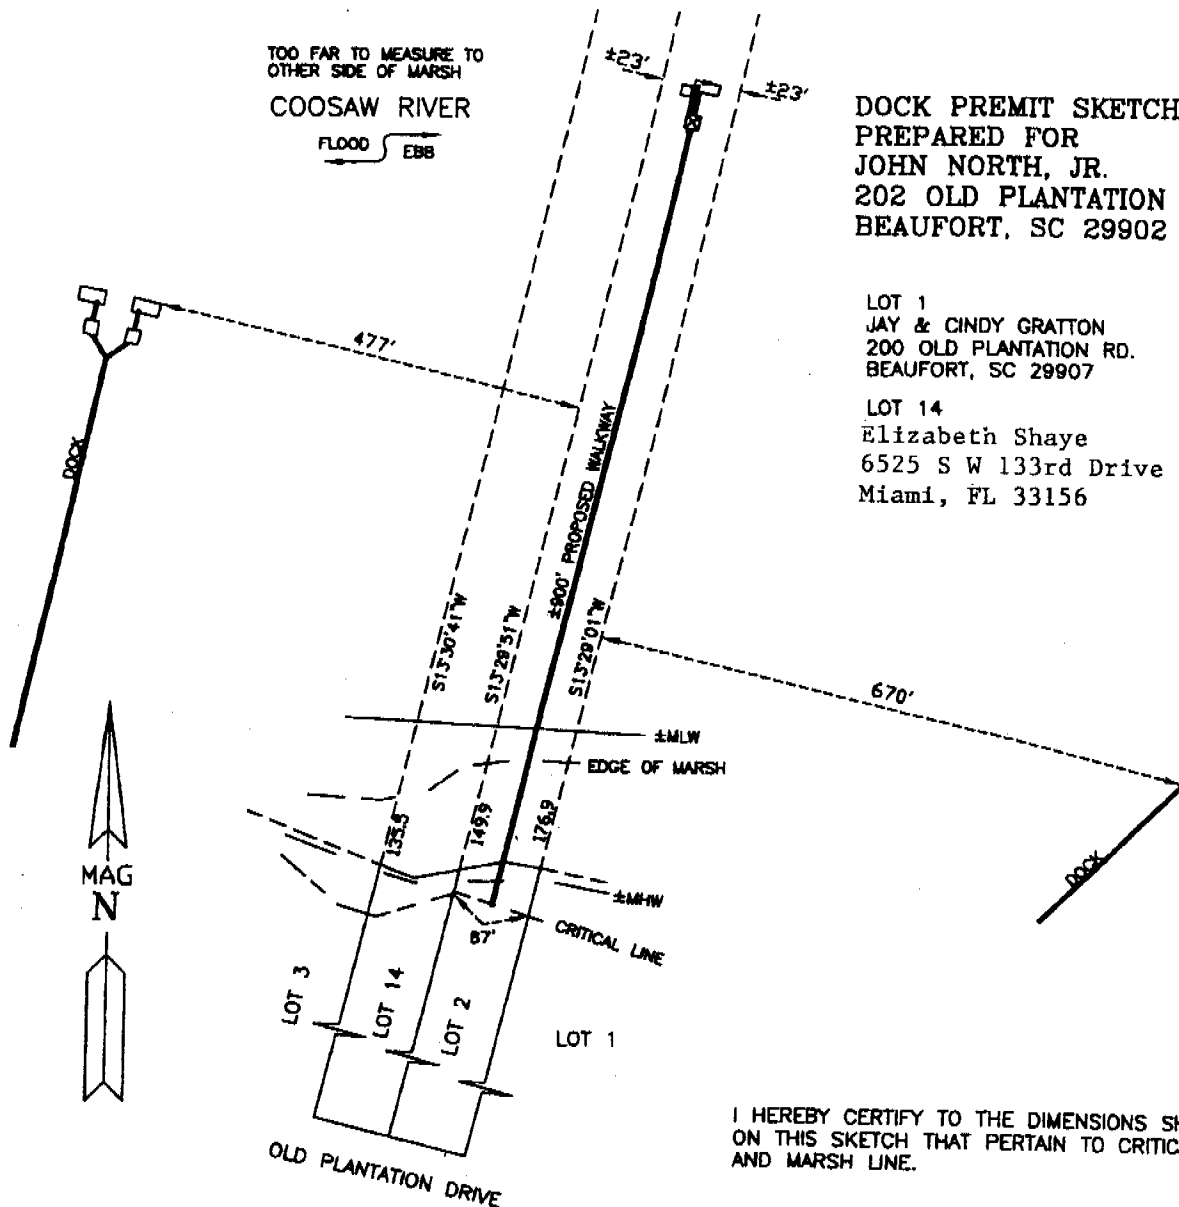 TOO FAR TO MEASURE TO
OTHER SIDE OF MARSH
COOSAW RIVER
FLOOD
EBB
±23'
±23'
DOCK PREMIT SKETCH
PREPARED FOR
JOHN NORTH, JR.
202 OLD PLANTATION
BEAUFORT, SC 29902
LOT 1
JAY & CINDY GRATTON
200 OLD PLANTATION RD.
BEAUFORT, SC 29907
LOT 14
Elizabeth Shaye
6525 S W 133rd Drive
Miami, FL 33156
477'
DOCK
±900' PROPOSED WALKWAY
S13°30'41"W
S13°29'51"W
S13°29'01"W
670'
±MLW
EDGE OF MARSH
135.5
149.9
176.9
DOCK
MAG
N
±MHW
CRITICAL LINE
LOT 3
LOT 14
LOT 2
LOT 1
OLD PLANTATION DRIVE
I HEREBY CERTIFY TO THE DIMENSIONS
ON THIS SKETCH THAT PERTAIN TO
AND MARSH LINE.